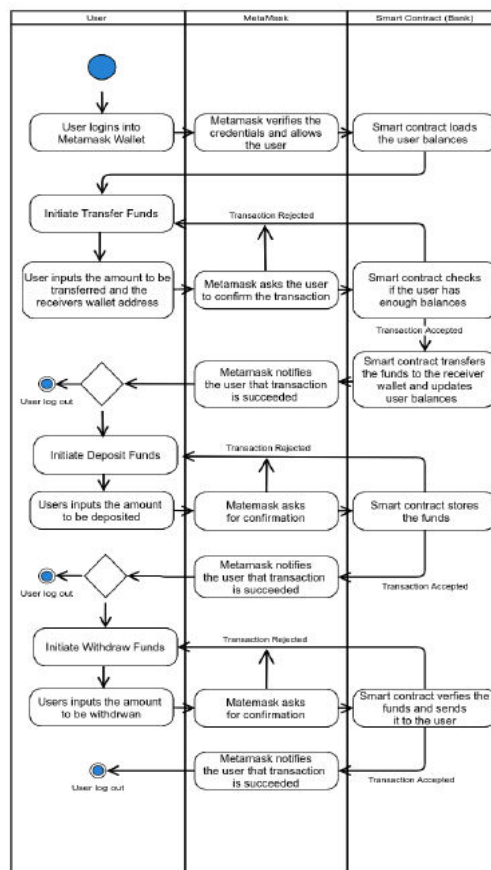 User
MetaMask
Smart Contract (Bank)
User logins into
Metamask Wallet
Metamask verifies the
credentials and allows
the user
Smart contract loads
the user balances
Initiate Transfer Funds
Transaction Rejected
User inputs the amount to be
transferred and the
receivers wallet address
Metamask asks the user
to confirm the transaction
Smart contract checks
if the user has
enough balances
Transaction Accepted
Smart contract transfers
the funds to the receiver
wallet and updates
user balances
Metamask notifies
the user that transaction
is succeeded
User log out
Initiate Deposit Funds
Transaction Rejected
Users inputs the amount
to be deposited
Matemask asks
for confirmation
Smart contract stores
the funds
Metamask notifies
the user that transaction
is succeeded
Transaction Accepted
User log out
Initiate Withdraw Funds
Transaction Rejected
Users inputs the amount
to be withdrwan
Matemask asks
for confirmation
Smart contract verfies the
funds and sends
it to the user
Metamask notifies
the user that transaction
is succeeded
Transaction Accepted
User log out